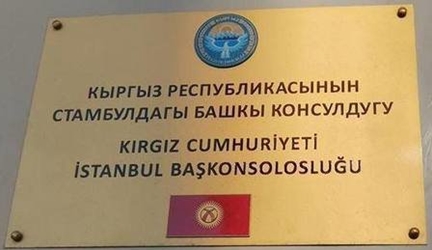 КЫРГЫЗ РЕСПУБЛИКАСЫНЫН
СТАМБУЛДАГЫ БАШКЫ КОНСУЛДУГУ
KIRGIZ CUMHURİYETİ
İSTANBUL BAŞKONSOLOSLUĞU